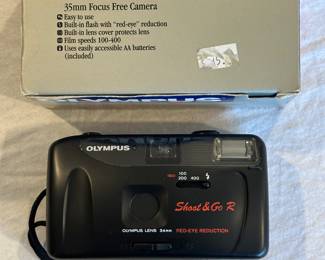 35mm Focus Free Camera
Easy to use
Built-in flash with "red-eye" reduction
Built-in lens cover protects lens
Film speeds 100-400
Uses easily accessible AA batteries
(included)
OLYMPUS
OLYMPUS
100
200 400
Shoot & Go R
OLYMPUS LENS 34mm
RED-EYE REDUCTION